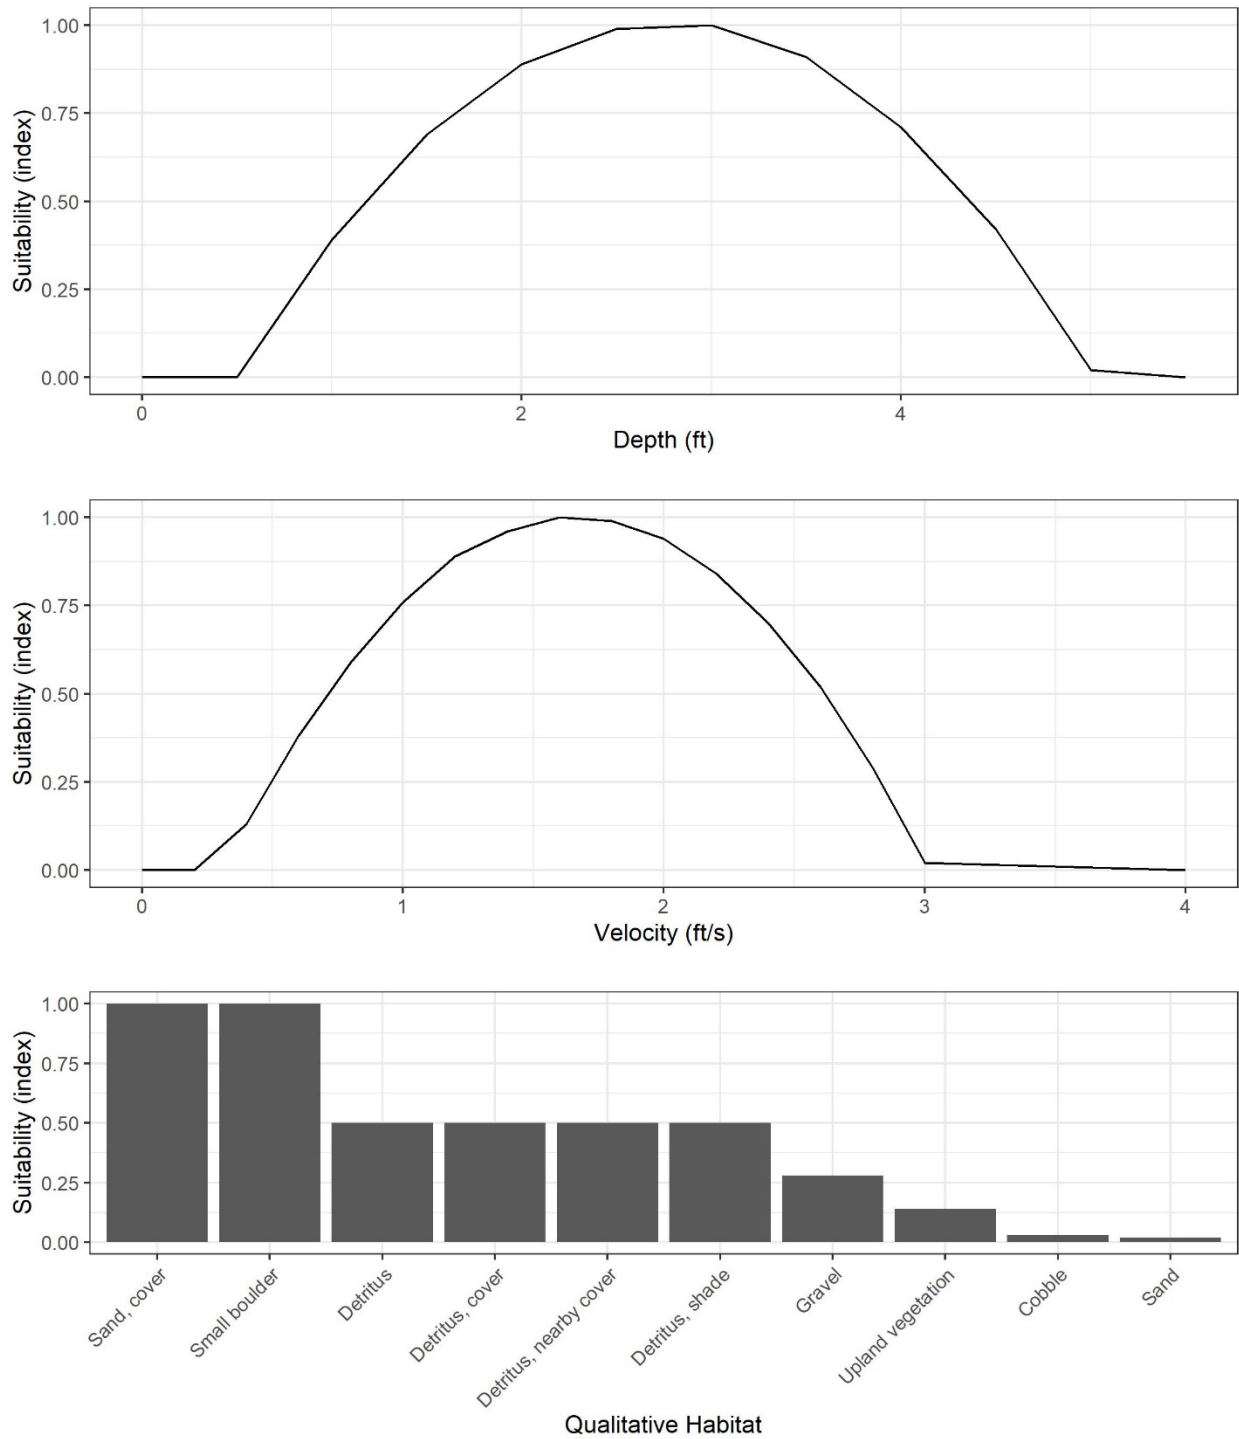 1.00
0.75
0.50
0.25
0.00
Suitability (index)
0 2 4
Depth (ft)
1.00
0.75
0.50
0.25
0.00
Suitability (index)
0 1 2 3 4
Velocity (ft/s)
1.00
0.75
0.50
0.25
0.00
Suitability (index)
Sand, cover
Small boulder
Detritus
Detritus, cover
Detritus, nearby cover
Detritus, shade
Gravel
Upland vegetation
Cobble
Sand
Qualitative Habitat